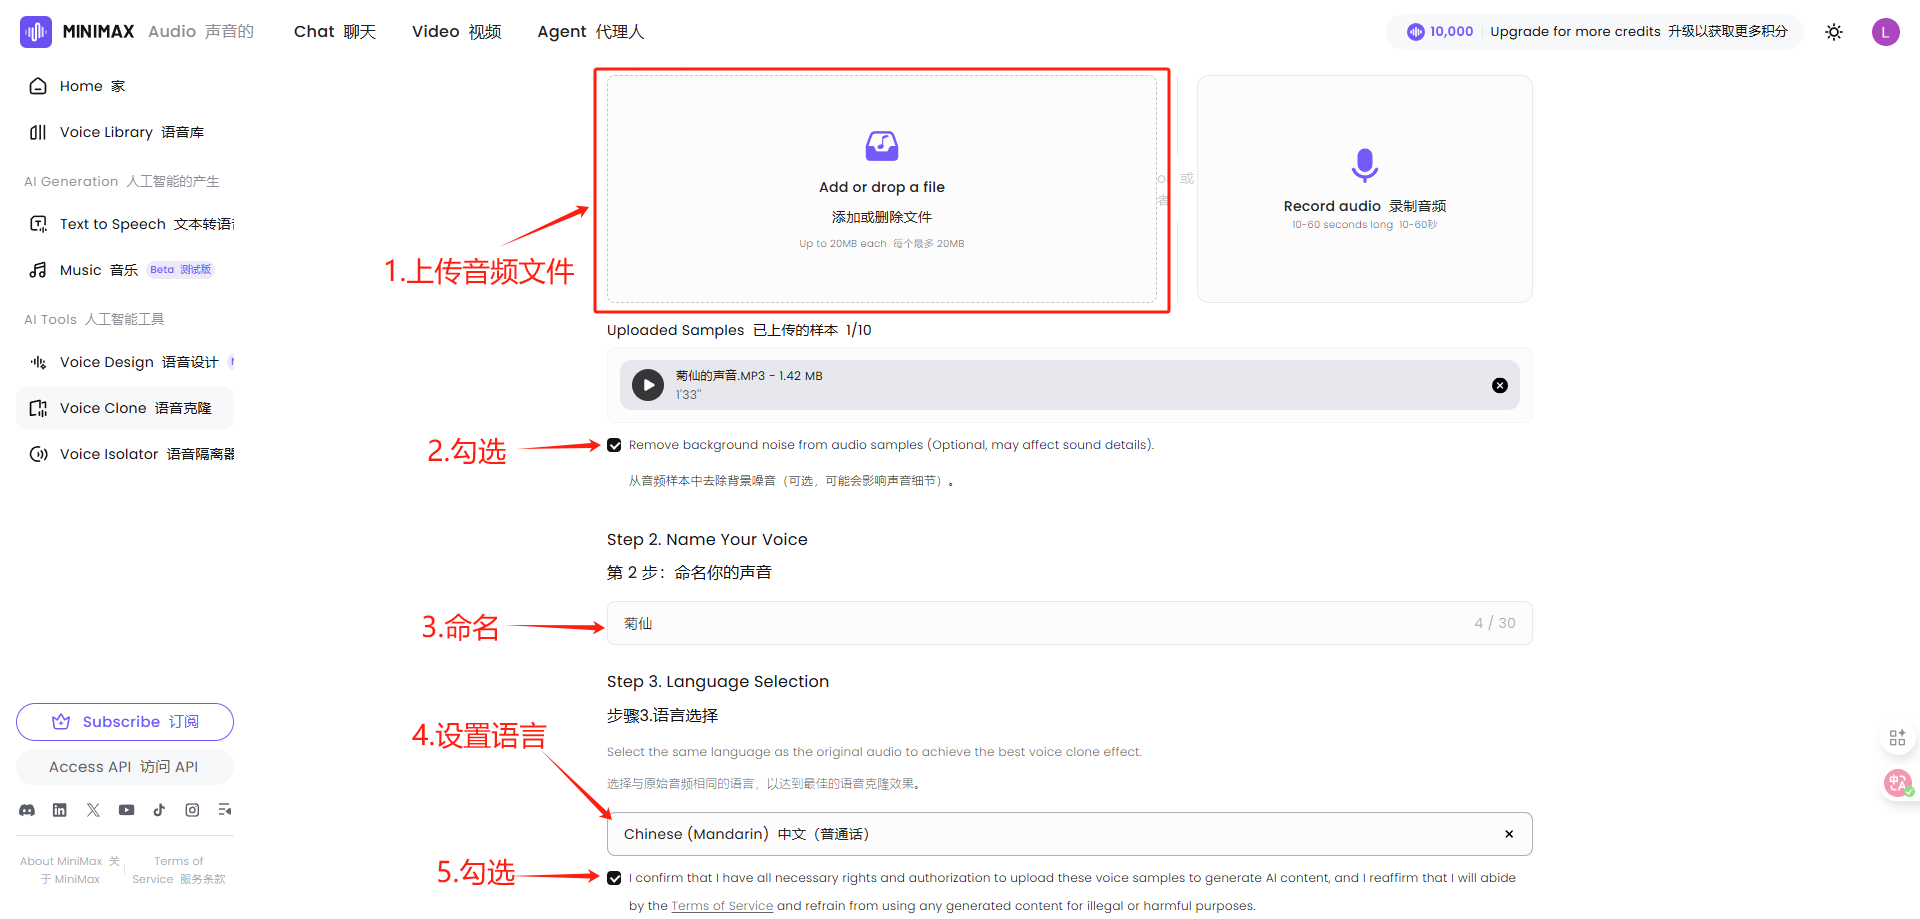 MINIMAX Audio 声音的
Chat 聊天
Video 视频
Agent 代理人
10,000 Upgrade for more credits 升级以获取更多积分
L
Home 家
Voice Library 语音库
AI Generation 人工智能的产生
Text to Speech 文本转语音
Music 音乐 Beta 测试版
AI Tools 人工智能工具
Voice Design 语音设计
Voice Clone 语音克隆
Voice Isolator 语音隔离器
Subscribe 订阅
Access API 访问 API
About MiniMax 关
于 MiniMax
Terms of
Service 服务条款
Add or drop a file
添加或删除文件
Up to 20MB each 每个最多 20MB
or 或
者
Record audio 录制音频
10-60 seconds long 10-60秒
1.上传音频文件
Uploaded Samples 已上传的样本 1/10
菊仙的声音.MP3 - 1.42 MB
1'33"
2.勾选
Remove background noise from audio samples (Optional, may affect sound details).
从音频样本中去除背景噪音（可选，可能会影响声音细节）。
Step 2. Name Your Voice
第 2 步：命名你的声音
3.命名
菊仙
4 / 30
Step 3. Language Selection
步骤3.语言选择
4.设置语言
Select the same language as the original audio to achieve the best voice clone effect.
选择与原始音频相同的语言，以达到最佳的语音克隆效果。
Chinese (Mandarin) 中文（普通话）
5.勾选
I confirm that I have all necessary rights and authorization to upload these voice samples to generate AI content, and I reaffirm that I will abide
by the Terms of Service and refrain from using any generated content for illegal or harmful purposes.